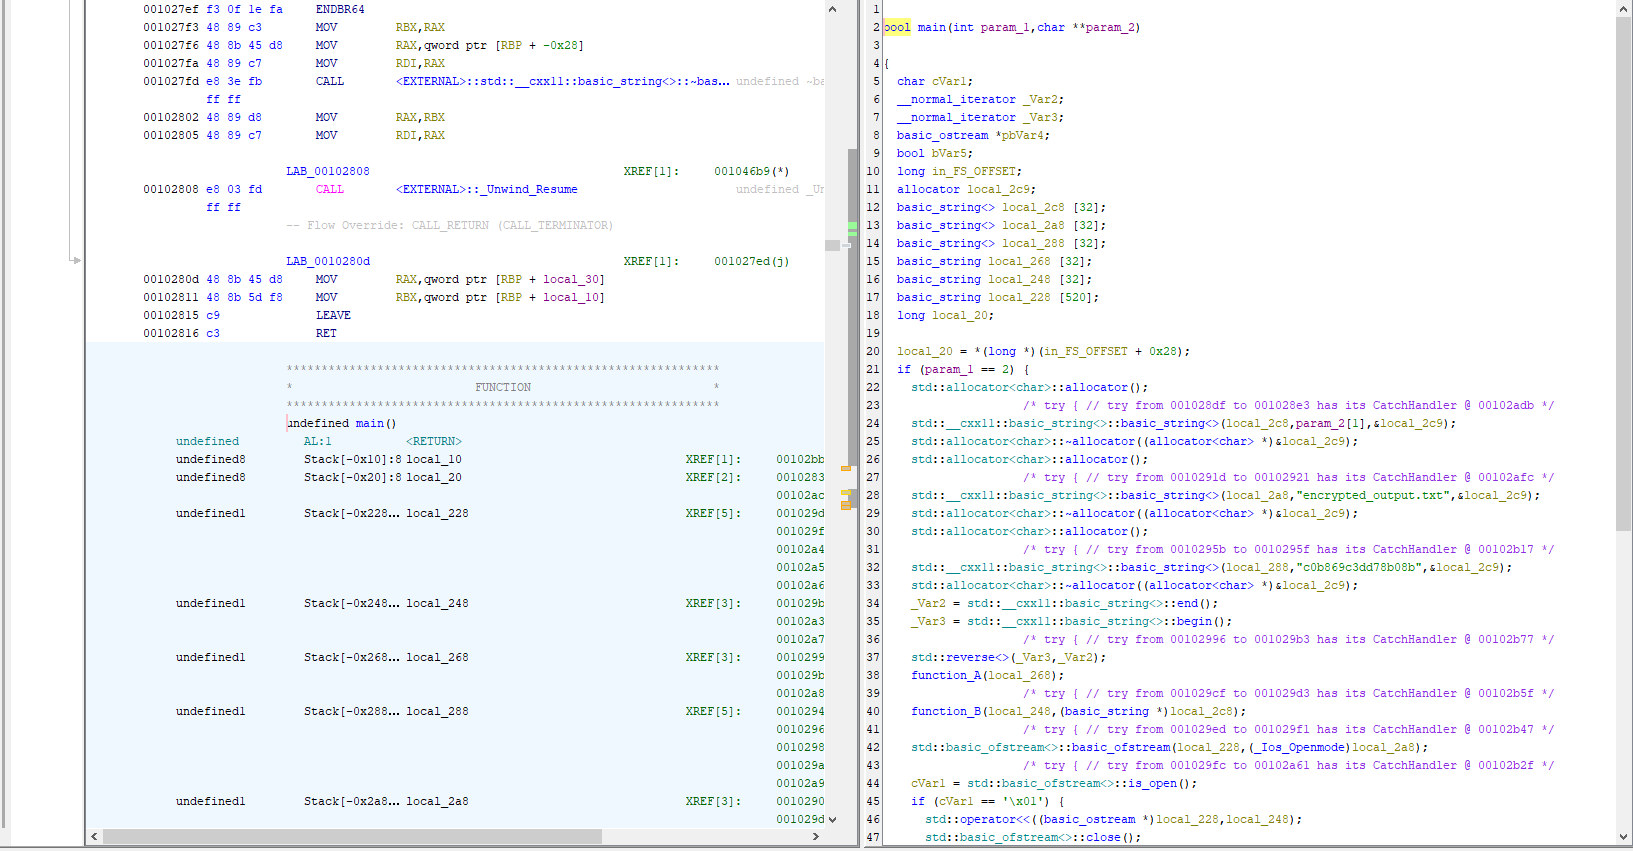 001027ef f3 0f 1e fa ENDBR64
001027f3 48 89 c3 MOV RBX,RAX
001027f6 48 8b 45 d8 MOV RAX,qword ptr [RBP + -0x28]
001027fa 48 89 c7 MOV RDI,RAX
001027fd e8 3e fb CALL <EXTERNAL>::std::__cxx11::basic_string<>::~bas... undefined ~ba
ff ff
00102802 48 89 d8 MOV RAX,RBX
00102805 48 89 c7 MOV RDI,RAX
LAB_00102808 XREF[1]: 001046b9(*)
00102808 e8 03 fd CALL <EXTERNAL>::_Unwind_Resume undefined _Un
ff ff
-- Flow Override: CALL_RETURN (CALL_TERMINATOR)
LAB_0010280d XREF[1]: 001027ed(j)
0010280d 48 8b 45 d8 MOV RAX,qword ptr [RBP + local_30]
00102811 48 8b 5d f8 MOV RBX,qword ptr [RBP + local_10]
00102815 c9 LEAVE
00102816 c3 RET
**************************************************************
* FUNCTION *
**************************************************************
undefined main()
undefined AL:1 <RETURN>
undefined8 Stack[-0x10]:8 local_10 XREF[1]: 00102bb
undefined8 Stack[-0x20]:8 local_20 XREF[2]: 0010283
00102ac
undefined1 Stack[-0x228... local_228 XREF[5]: 001029d
001029f
00102a4
00102a5
00102a6
undefined1 Stack[-0x248... local_248 XREF[3]: 001029b
00102a3
00102a7
undefined1 Stack[-0x268... local_268 XREF[3]: 0010299
001029b
00102a8
undefined1 Stack[-0x288... local_288 XREF[5]: 0010294
0010296
0010298
001029a
00102a9
undefined1 Stack[-0x2a8... local_2a8 XREF[3]: 0010290
001029d
1
2 bool main(int param_1,char **param_2)
3
4 {
5 char cVar1;
6 __normal_iterator _Var2;
7 __normal_iterator _Var3;
8 basic_ostream *pbVar4;
9 bool bVar5;
10 long in_FS_OFFSET;
11 allocator local_2c9;
12 basic_string<> local_2c8 [32];
13 basic_string<> local_2a8 [32];
14 basic_string<> local_288 [32];
15 basic_string local_268 [32];
16 basic_string local_248 [32];
17 basic_string local_228 [520];
18 long local_20;
19
20 local_20 = *(long *)(in_FS_OFFSET + 0x28);
21 if (param_1 == 2) {
22 std::allocator<char>::allocator();
23 /* try { // try from 001028df to 001028e3 has its CatchHandler @ 00102adb */
24 std::__cxx11::basic_string<>::basic_string<>(local_2c8,param_2[1],&local_2c9);
25 std::allocator<char>::~allocator((allocator<char> *)&local_2c9);
26 std::allocator<char>::allocator();
27 /* try { // try from 0010291d to 00102921 has its CatchHandler @ 00102afc */
28 std::__cxx11::basic_string<>::basic_string<>(local_2a8,"encrypted_output.txt",&local_2c9);
29 std::allocator<char>::~allocator((allocator<char> *)&local_2c9);
30 std::allocator<char>::allocator();
31 /* try { // try from 0010295b to 0010295f has its CatchHandler @ 00102b17 */
32 std::__cxx11::basic_string<>::basic_string<>(local_288,"c0b869c3dd78b08b",&local_2c9);
33 std::allocator<char>::~allocator((allocator<char> *)&local_2c9);
34 _Var2 = std::__cxx11::basic_string<>::end();
35 _Var3 = std::__cxx11::basic_string<>::begin();
36 /* try { // try from 00102996 to 001029b3 has its CatchHandler @ 00102b77 */
37 std::reverse<>(_Var3,_Var2);
38 function_A(local_268);
39 /* try { // try from 001029cf to 001029d3 has its CatchHandler @ 00102b5f */
40 function_B(local_248,(basic_string *)local_2c8);
41 /* try { // try from 001029ed to 001029f1 has its CatchHandler @ 00102b47 */
42 std::basic_ofstream<>::basic_ofstream(local_228,(_Ios_Openmode)local_2a8);
43 /* try { // try from 001029fc to 00102a61 has its CatchHandler @ 00102b2f */
44 cVar1 = std::basic_ofstream<>::is_open();
45 if (cVar1 == '\x01') {
46 std::operator<<((basic_ostream *)local_228,local_248);
47 std::basic_ofstream<>::close();